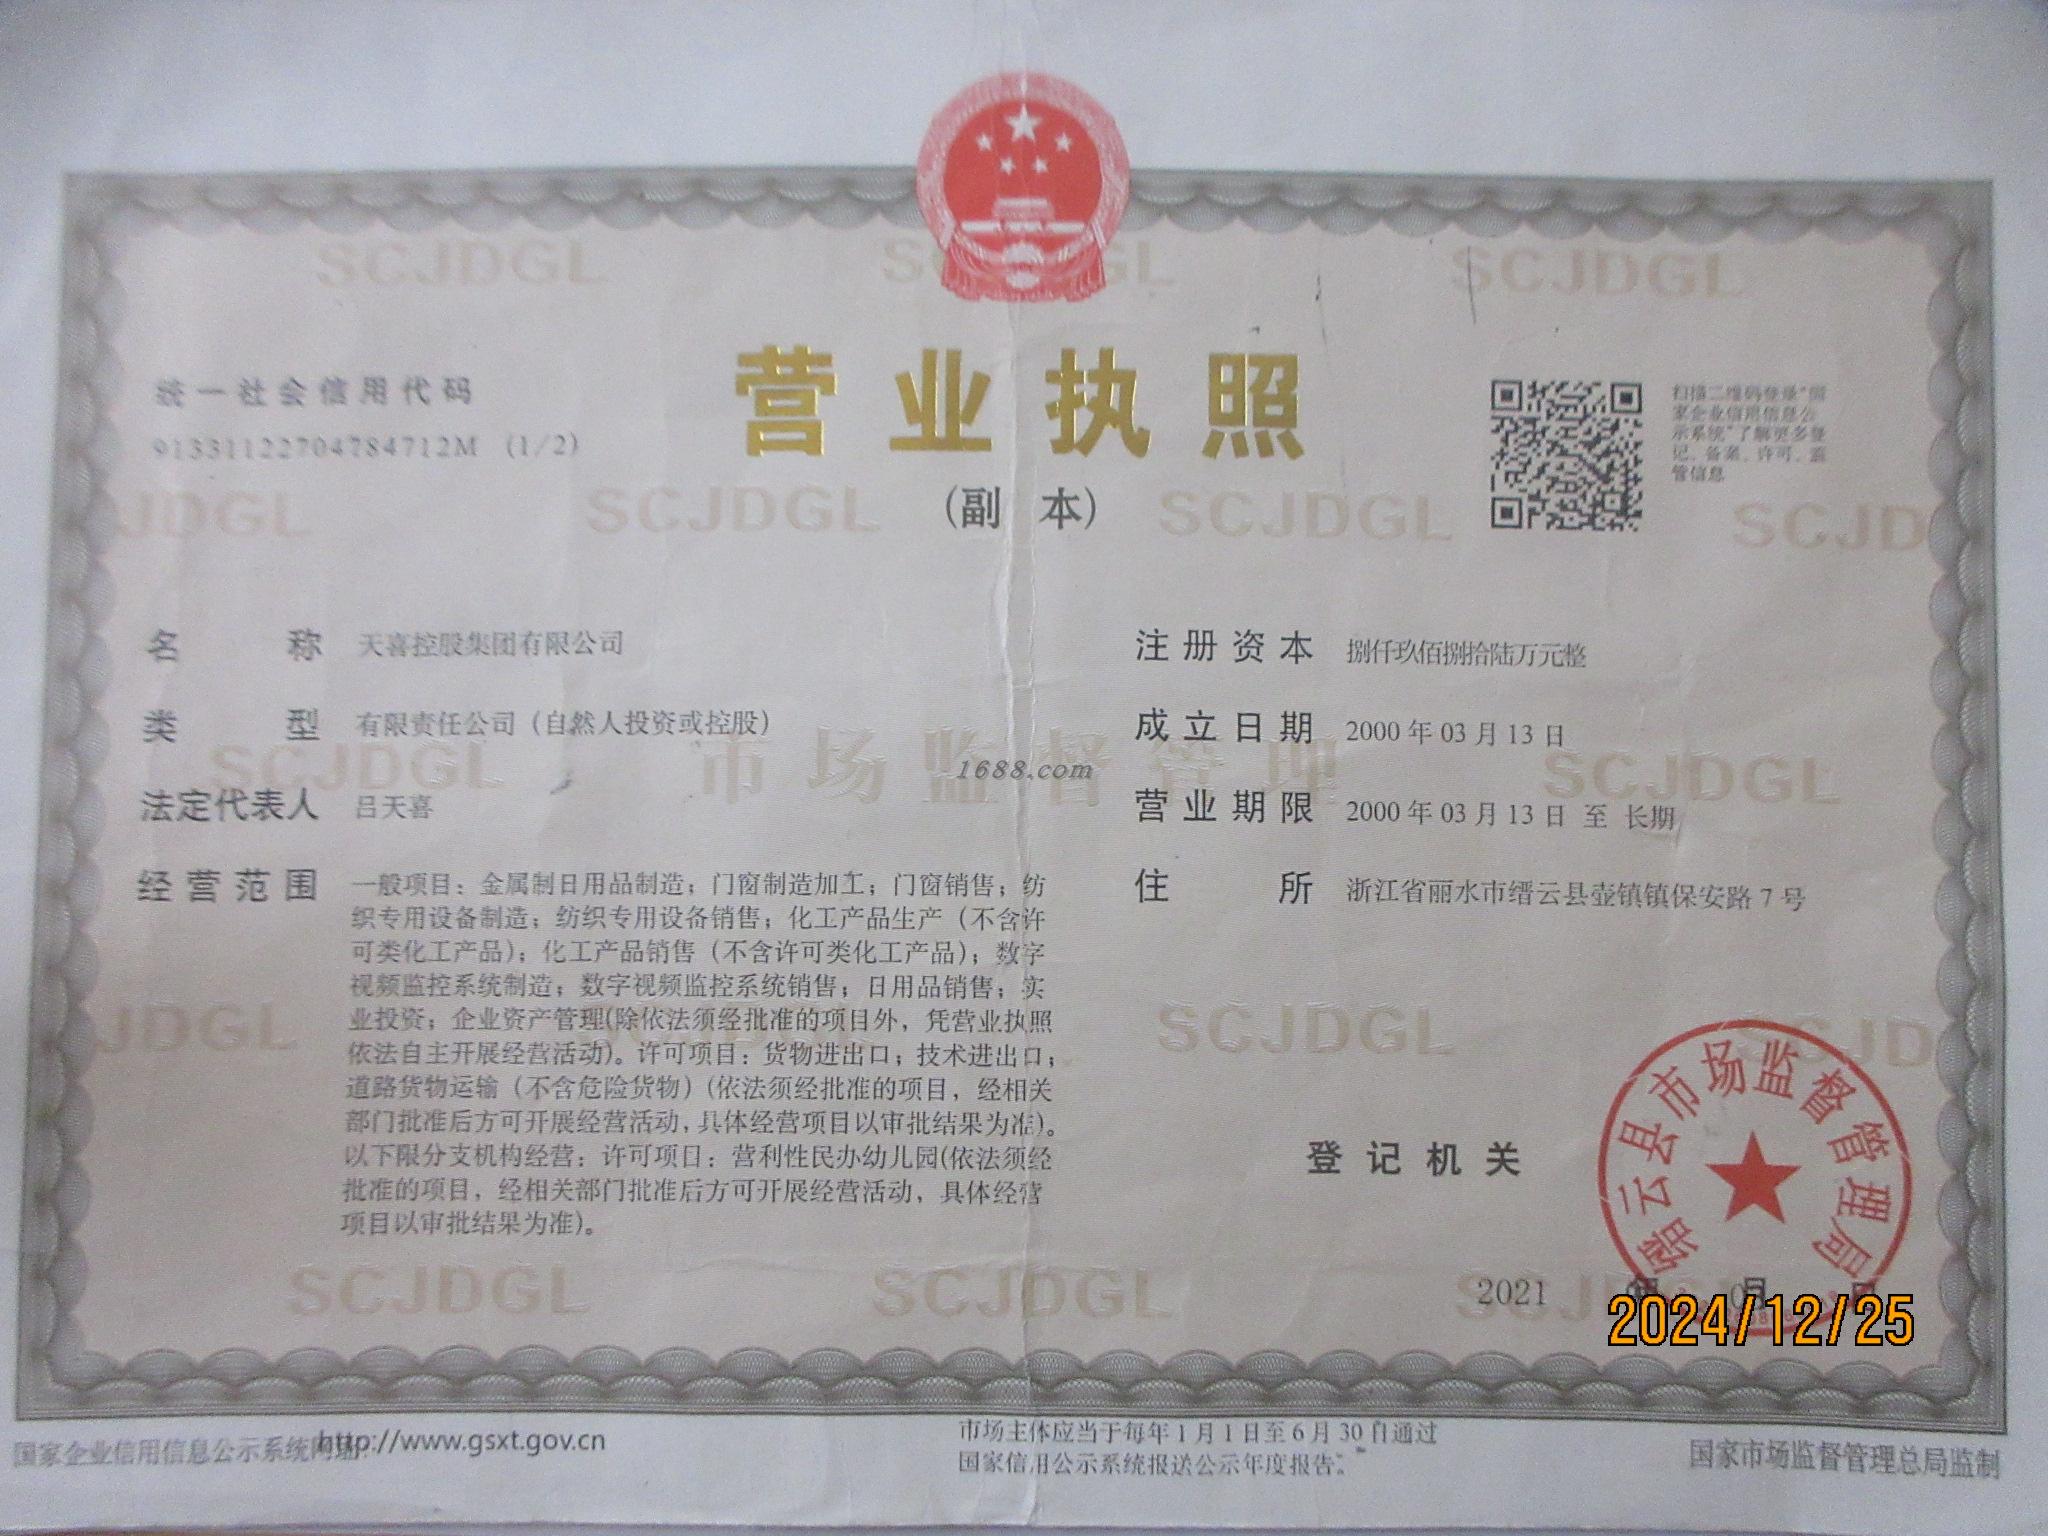 统一社会信用代码
91331122704784712M (1/2)
营业执照
(副 本)
扫描二维码登录“国
家企业信用信息公
示系统”了解更多登
记、备案、许可、监
管信息
名 称 天喜控股集团有限公司
类 型 有限责任公司（自然人投资或控股）
法定代表人 吕天喜
经营范围 一般项目：金属制日用品制造；门窗制造加工；门窗销售；纺
织专用设备制造；纺织专用设备销售；化工产品生产（不含许
可类化工产品）；化工产品销售（不含许可类化工产品）；数字
视频监控系统制造；数字视频监控系统销售；日用品销售；实
业投资；企业资产管理(除依法须经批准的项目外，凭营业执照
依法自主开展经营活动)。许可项目：货物进出口；技术进出口；
道路货物运输（不含危险货物）(依法须经批准的项目，经相关
部门批准后方可开展经营活动,具体经营项目以审批结果为准)。
以下限分支机构经营：许可项目：营利性民办幼儿园(依法须经
批准的项目，经相关部门批准后方可开展经营活动，具体经营
项目以审批结果为准)。
注册资本 捌仟玖佰捌拾陆万元整
成立日期 2000 年 03 月 13 日
营业期限 2000 年 03 月 13 日 至 长期
住 所 浙江省丽水市缙云县壶镇镇保安路 7 号
1688.com
市场监督管理
SCJDGL
登记机关
缙云县市场监督管理局
2021 年 月 日
2024/12/25
国家企业信用信息公示系统网址：http://www.gsxt.gov.cn
市场主体应当于每年 1 月 1 日至 6 月 30 日通过
国家信用公示系统报送公示年度报告。
国家市场监督管理总局监制